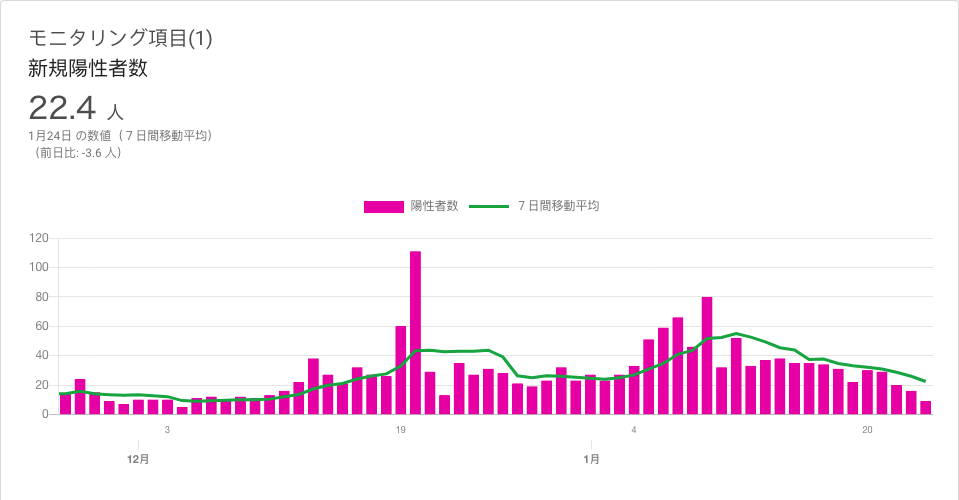 モニタリング項目(1)
新規陽性者数
22.4 人
1月24日 の数値（７日間移動平均）
（前日比: -3.6 人）
陽性者数 ７日間移動平均
120
100
80
60
40
20
0
3 19 4 20
12月 1月